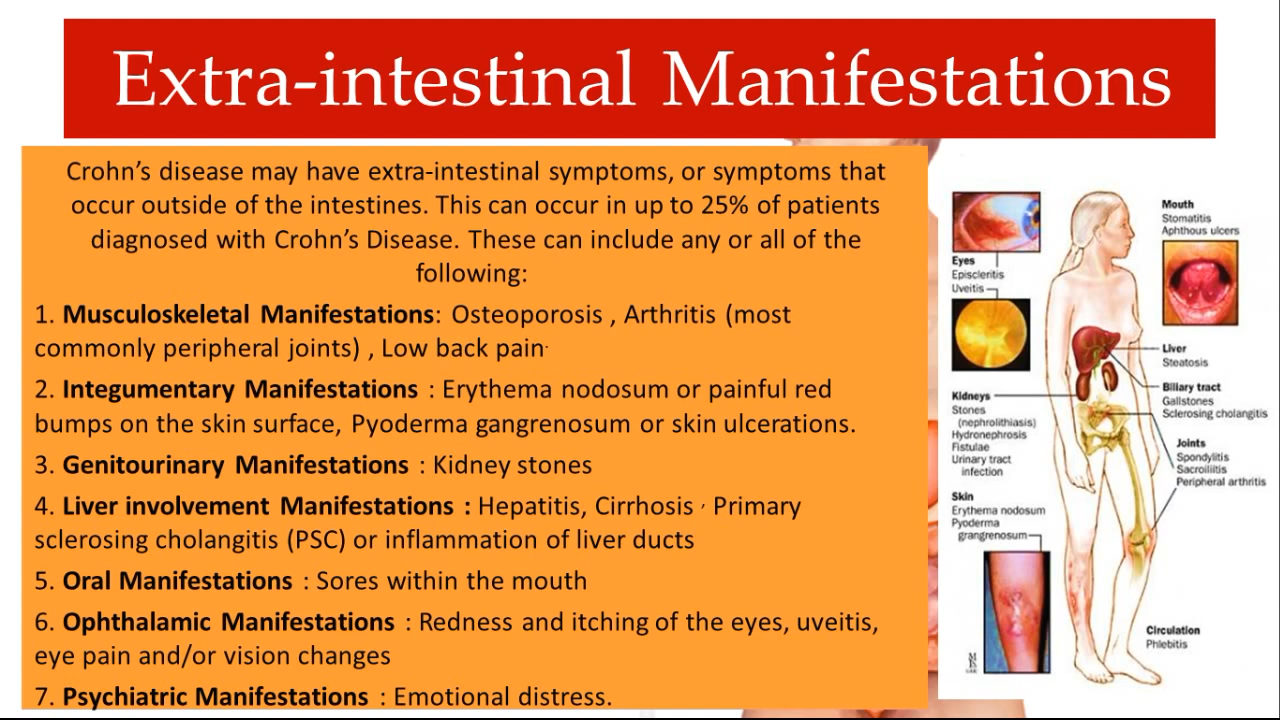 Extra-intestinal Manifestations
Crohn’s disease may have extra-intestinal symptoms, or symptoms that
occur outside of the intestines. This can occur in up to 25% of patients
diagnosed with Crohn’s Disease. These can include any or all of the
following:
1. Musculoskeletal Manifestations: Osteoporosis , Arthritis (most
commonly peripheral joints) , Low back pain.
2. Integumentary Manifestations : Erythema nodosum or painful red
bumps on the skin surface, Pyoderma gangrenosum or skin ulcerations.
3. Genitourinary Manifestations : Kidney stones
4. Liver involvement Manifestations : Hepatitis, Cirrhosis , Primary
sclerosing cholangitis (PSC) or inflammation of liver ducts
5. Oral Manifestations : Sores within the mouth
6. Ophthalamic Manifestations : Redness and itching of the eyes, uveitis,
eye pain and/or vision changes
7. Psychiatric Manifestations : Emotional distress.
Eyes
Episcleritis
Uveitis
Kidneys
Stones
(nephrolithiasis)
Hydronephrosis
Fistulae
Urinary tract
infection
Skin
Erythema nodosum
Pyoderma
grangrenosum
Mouth
Stomatitis
Aphthous ulcers
Liver
Steatosis
Biliary tract
Gallstones
Sclerosing cholangitis
Joints
Spondylitis
Sacroiliitis
Peripheral arthritis
Circulation
Phlebitis